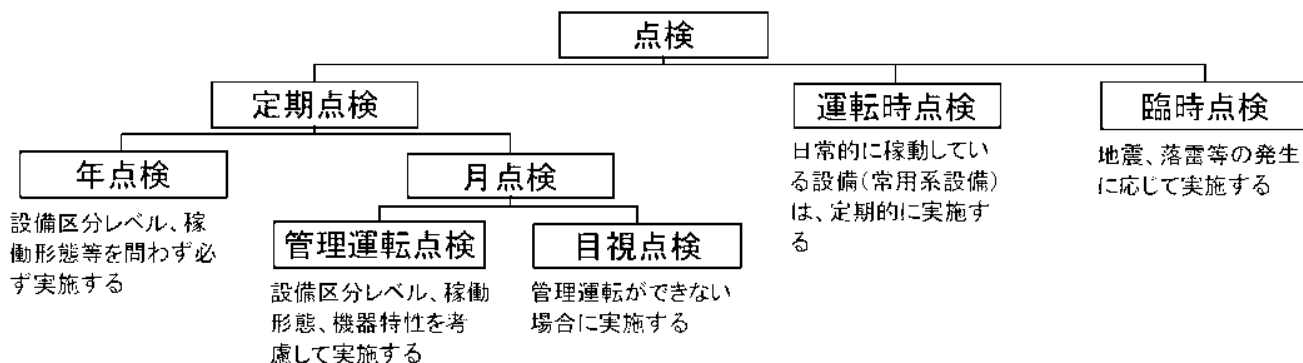 点検
定期点検
運転時点検
臨時点検
日常的に稼動してい
る設備(常用系設備)
は、定期的に実施す
る
地震、落雷等の発生
に応じて実施する
年点検
月点検
設備区分レベル、稼
働形態等を問わず必
ず実施する
管理運転点検
目視点検
設備区分レベル、稼働
形態、機器特性を考
慮して実施する
管理運転ができない
場合に実施する